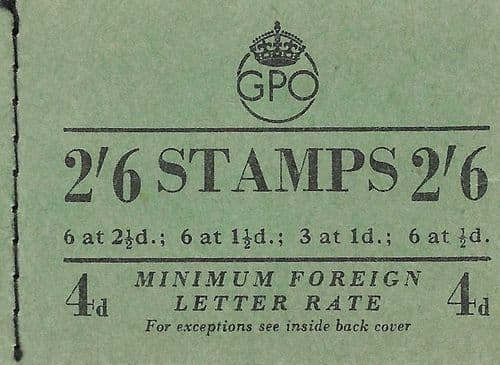 GPO
2'6 STAMPS 2'6
6 at 2½d.; 6 at 1½d.; 3 at 1d.; 6 at ½d.
4d MINIMUM FOREIGN 4d
LETTER RATE
For exceptions see inside back cover